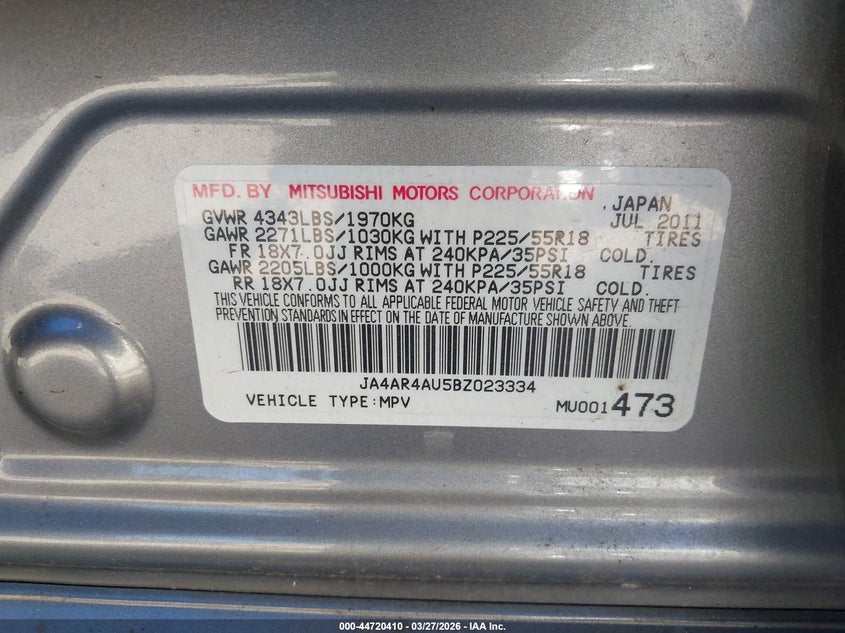 MFD. BY MITSUBISHI MOTORS CORPORATION .JAPAN
GVWR 4343LBS/1970KG JUL 2011
GAWR 2271LBS/1030KG WITH P225/55R18 TIRES
FR 18X7.0JJ RIMS AT 240KPA/35PSI COLD.
GAWR 2205LBS/1000KG WITH P225/55R18 TIRES
RR 18X7.0JJ RIMS AT 240KPA/35PSI COLD.
THIS VEHICLE CONFORMS TO ALL APPLICABLE FEDERAL MOTOR VEHICLE SAFETY AND THEFT
PREVENTION STANDARDS IN EFFECT ON THE DATE OF MANUFACTURE SHOWN ABOVE.
JA4AR4AU5BZ023334
VEHICLE TYPE:MPV MU001473
000-44720410 - 03/27/2026 - IAA Inc.